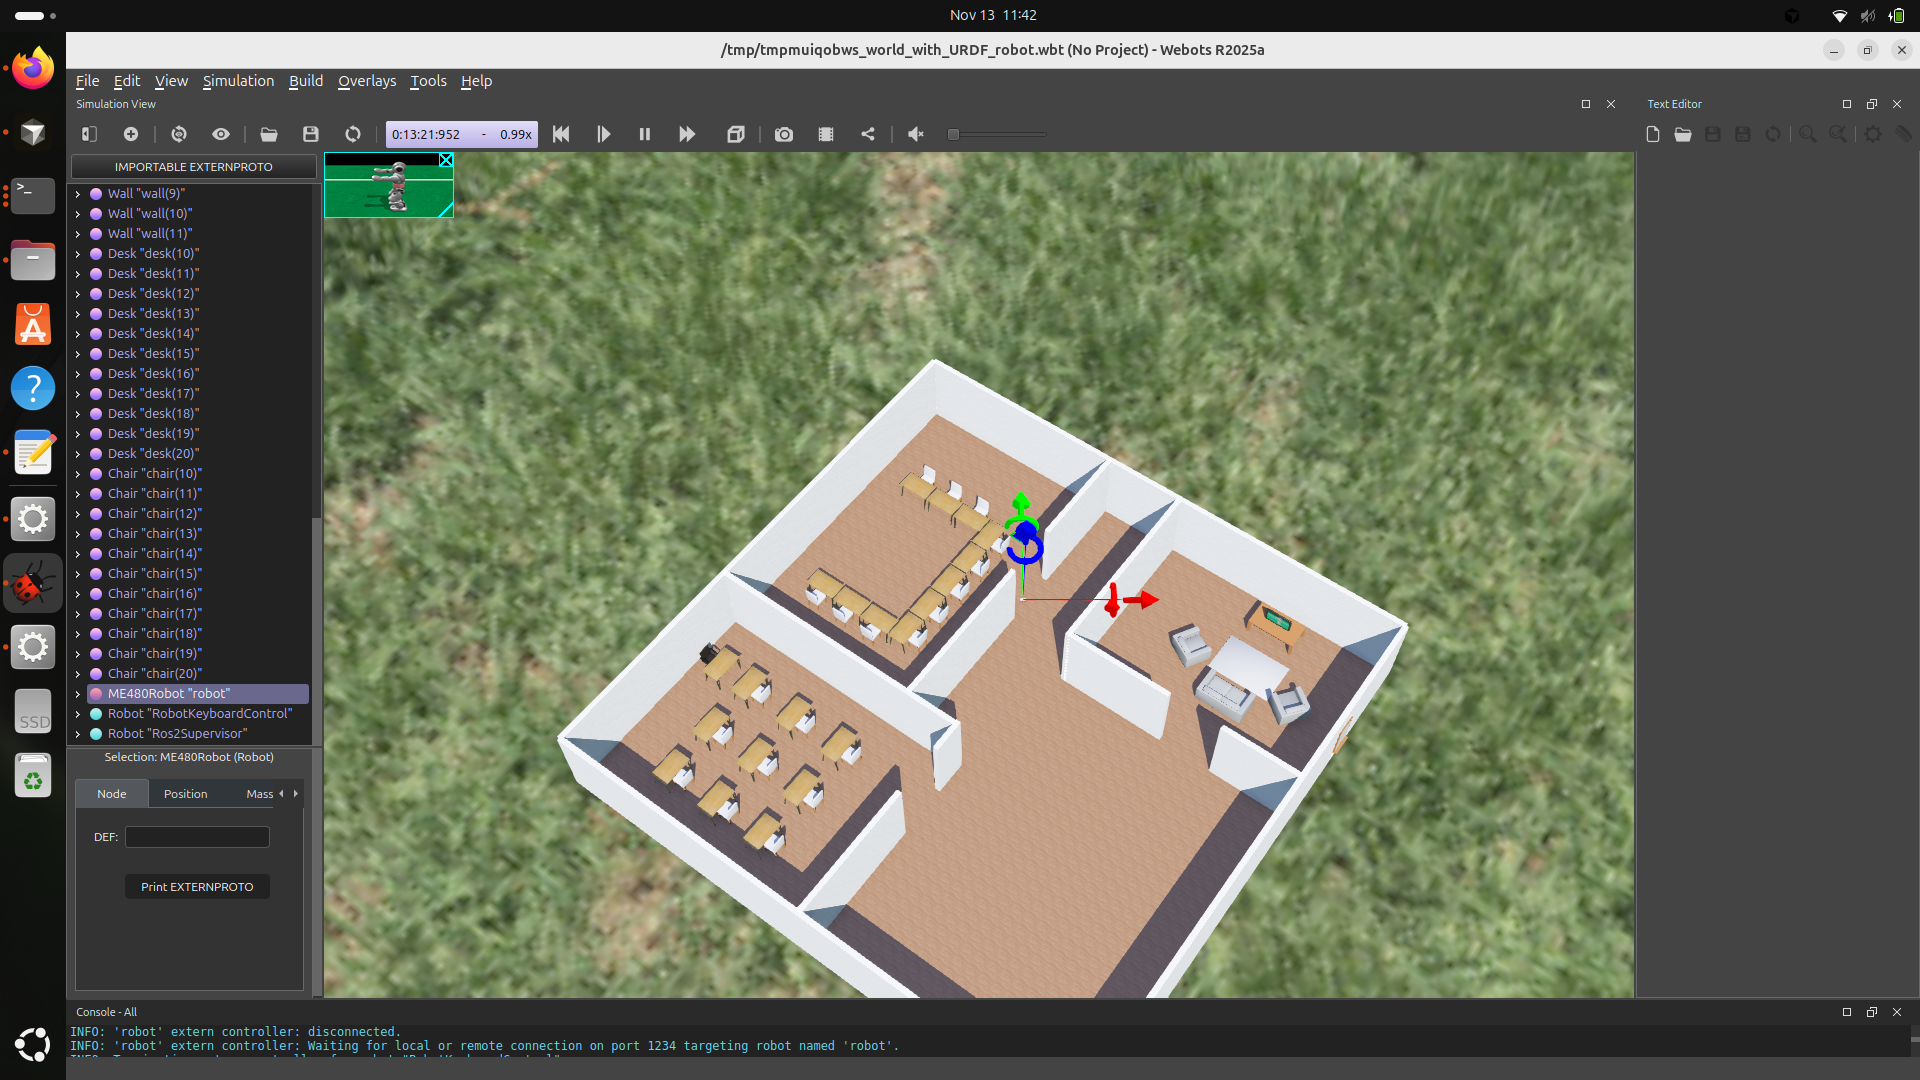 Nov 13 11:42
/tmp/tmpmuiqobws_world_with_URDF_robot.wbt (No Project) - Webots R2025a
File Edit View Simulation Build Overlays Tools Help
Simulation View
Text Editor
0:13:21:952 - 0.99x
IMPORTABLE EXTERNPROTO
Wall "wall(9)"
Wall "wall(10)"
Wall "wall(11)"
Desk "desk(10)"
Desk "desk(11)"
Desk "desk(12)"
Desk "desk(13)"
Desk "desk(14)"
Desk "desk(15)"
Desk "desk(16)"
Desk "desk(17)"
Desk "desk(18)"
Desk "desk(19)"
Desk "desk(20)"
Chair "chair(10)"
Chair "chair(11)"
Chair "chair(12)"
Chair "chair(13)"
Chair "chair(14)"
Chair "chair(15)"
Chair "chair(16)"
Chair "chair(17)"
Chair "chair(18)"
Chair "chair(19)"
Chair "chair(20)"
ME480Robot "robot"
Robot "RobotKeyboardControl"
Robot "Ros2Supervisor"
Selection: ME480Robot (Robot)
Node Position Mass
DEF:
Print EXTERNPROTO
SSD
Console - All
INFO: 'robot' extern controller: disconnected.
INFO: 'robot' extern controller: Waiting for local or remote connection on port 1234 targeting robot named 'robot'.